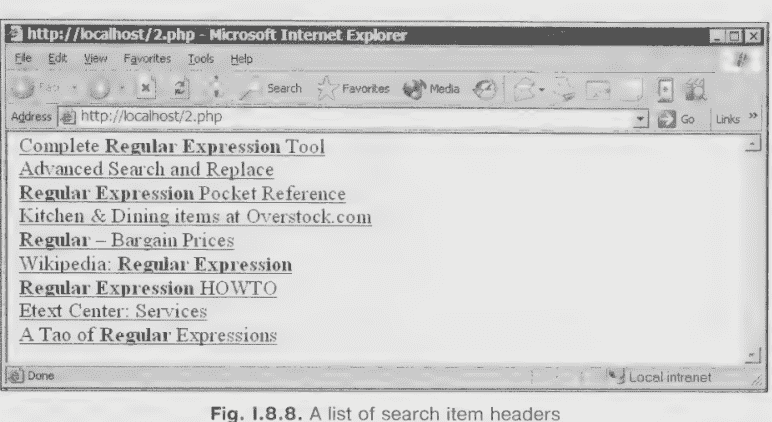 http://localhost/2.php - Microsoft Internet Explorer
File Edit View Favorites Tools Help
Search Favorites Media
Address http://localhost/2.php Go Links »
Complete Regular Expression Tool
Advanced Search and Replace
Regular Expression Pocket Reference
Kitchen & Dining items at Overstock.com
Regular – Bargain Prices
Wikipedia: Regular Expression
Regular Expression HOWTO
Etext Center: Services
A Tao of Regular Expressions
Done Local intranet
Fig. I.8.8. A list of search item headers